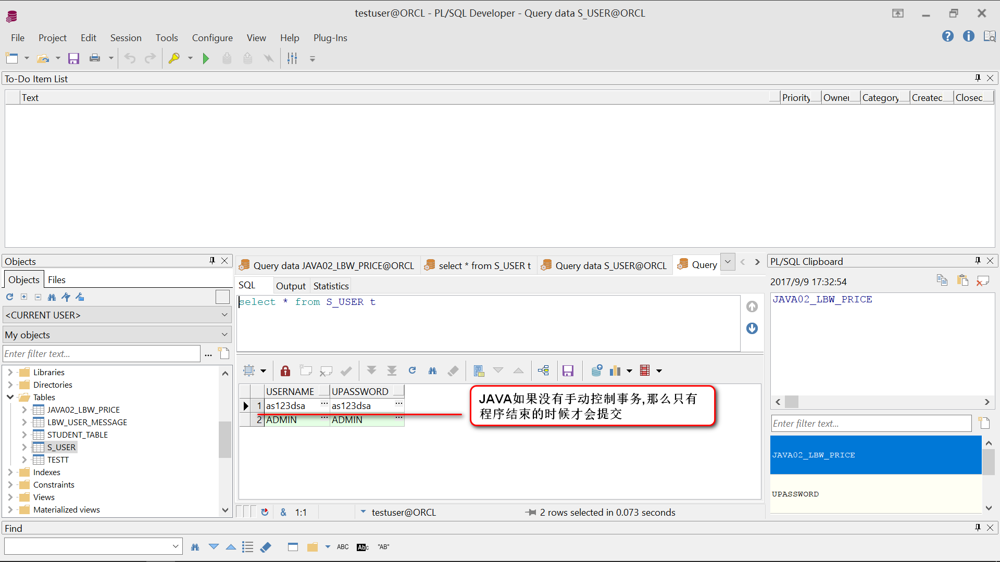 testuser@ORCL - PL/SQL Developer - Query data S_USER@ORCL
File Project Edit Session Tools Configure View Help Plug-Ins
To-Do Item List
Text Priority Owner Category Created Closec
Objects
Objects Files
<CURRENT USER>
My objects
Enter filter text...
Libraries
Directories
Tables
JAVA02_LBW_PRICE
LBW_USER_MESSAGE
STUDENT_TABLE
S_USER
TESTT
Indexes
Constraints
Views
Materialized views
Query data JAVA02_LBW_PRICE@ORCL select * from S_USER t Query data S_USER@ORCL Query
SQL Output Statistics
select * from S_USER t
USERNAME UPASSWORD
1 as123dsa ... as123dsa ...
2 ADMIN ... ADMIN ...
JAVA如果没有手动控制事务,那么只有
程序结束的时候才会提交
& 1:1 testuser@ORCL 2 rows selected in 0.073 seconds
PL/SQL Clipboard
2017/9/9 17:32:54
JAVA02_LBW_PRICE
Enter filter text...
JAVA02_LBW_PRICE
UPASSWORD
Find
ABC Abc "AB"